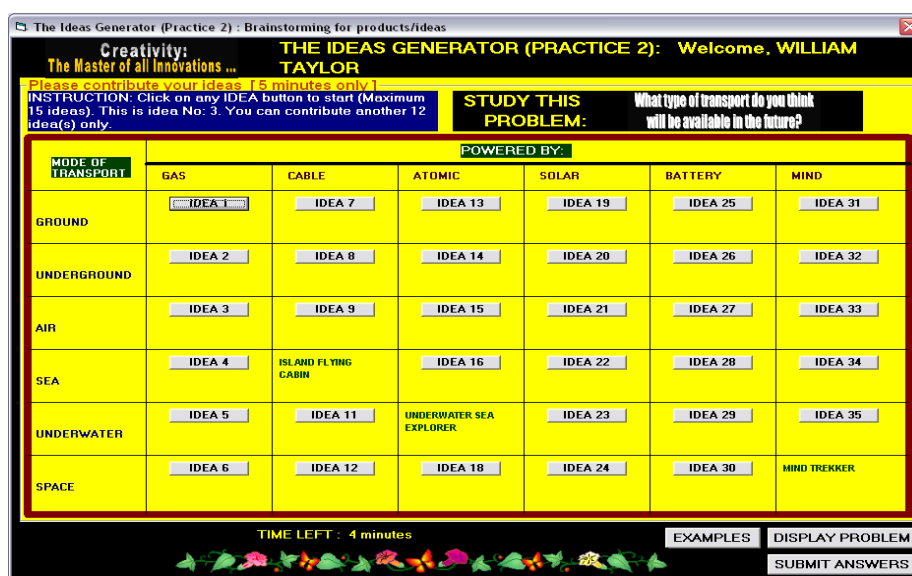 The Ideas Generator (Practice 2) : Brainstorming for products/ideas
Creativity:
The Master of all Innovations ...
THE IDEAS GENERATOR (PRACTICE 2): Welcome, WILLIAM
TAYLOR
Please contribute your ideas [ 5 minutes only ]
INSTRUCTION: Click on any IDEA button to start (Maximum
15 ideas). This is idea No: 3. You can contribute another 12
idea(s) only.
STUDY THIS
PROBLEM:
What type of transport do you think
will be available in the future?
MODE OF
TRANSPORT
POWERED BY:
GAS CABLE ATOMIC SOLAR BATTERY MIND
GROUND
IDEA 1 IDEA 7 IDEA 13 IDEA 19 IDEA 25 IDEA 31
UNDERGROUND
IDEA 2 IDEA 8 IDEA 14 IDEA 20 IDEA 26 IDEA 32
AIR
IDEA 3 IDEA 9 IDEA 15 IDEA 21 IDEA 27 IDEA 33
SEA
IDEA 4
ISLAND FLYING
CABIN
IDEA 16 IDEA 22 IDEA 28 IDEA 34
UNDERWATER
IDEA 5 IDEA 11
UNDERWATER SEA
EXPLORER
IDEA 23 IDEA 29 IDEA 35
SPACE
IDEA 6 IDEA 12 IDEA 18 IDEA 24 IDEA 30
MIND TREKKER
TIME LEFT : 4 minutes
EXAMPLES
DISPLAY PROBLEM
SUBMIT ANSWERS